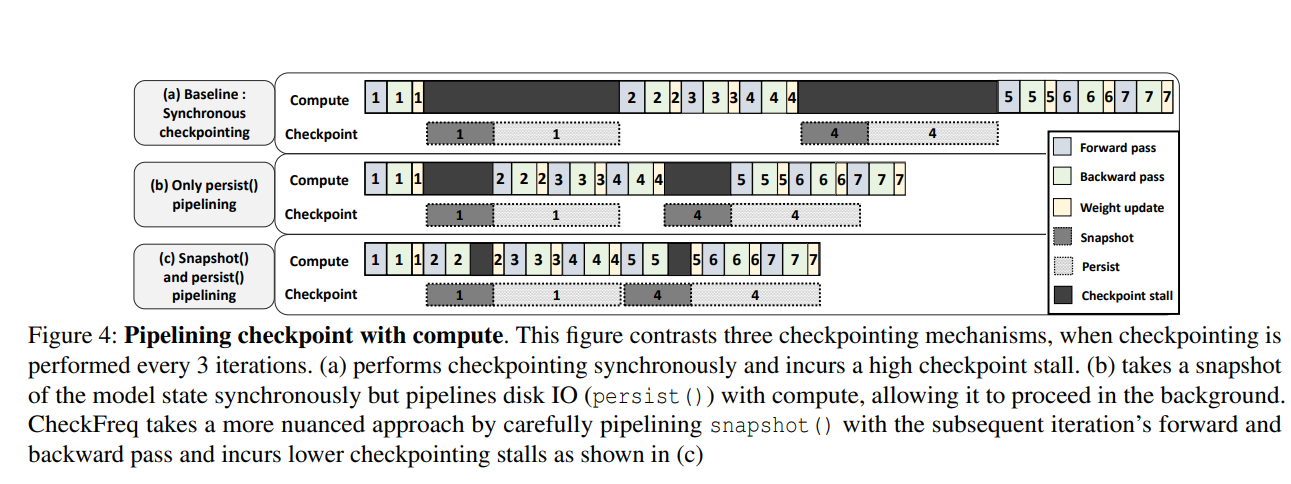 (a) Baseline :
Synchronous
checkpointing
Compute
1 1 1 2 2 2 3 3 3 4 4 4 5 5 5 6 6 6 7 7 7
Checkpoint
1 1 4 4
(b) Only persist()
pipelining
Compute
1 1 1 2 2 2 3 3 3 4 4 4 5 5 5 6 6 6 7 7 7
Checkpoint
1 1 4 4
(c) Snapshot()
and persist()
pipelining
Compute
1 1 1 2 2 2 3 3 3 4 4 4 5 5 5 6 6 6 7 7 7
Checkpoint
1 1 4 4
Forward pass
Backward pass
Weight update
Snapshot
Persist
Checkpoint stall
Figure 4: Pipelining checkpoint with compute. This figure contrasts three checkpointing mechanisms, when checkpointing is
performed every 3 iterations. (a) performs checkpointing synchronously and incurs a high checkpoint stall. (b) takes a snapshot
of the model state synchronously but pipelines disk IO (persist()) with compute, allowing it to proceed in the background.
CheckFreq takes a more nuanced approach by carefully pipelining snapshot() with the subsequent iteration's forward and
backward pass and incurs lower checkpointing stalls as shown in (c)